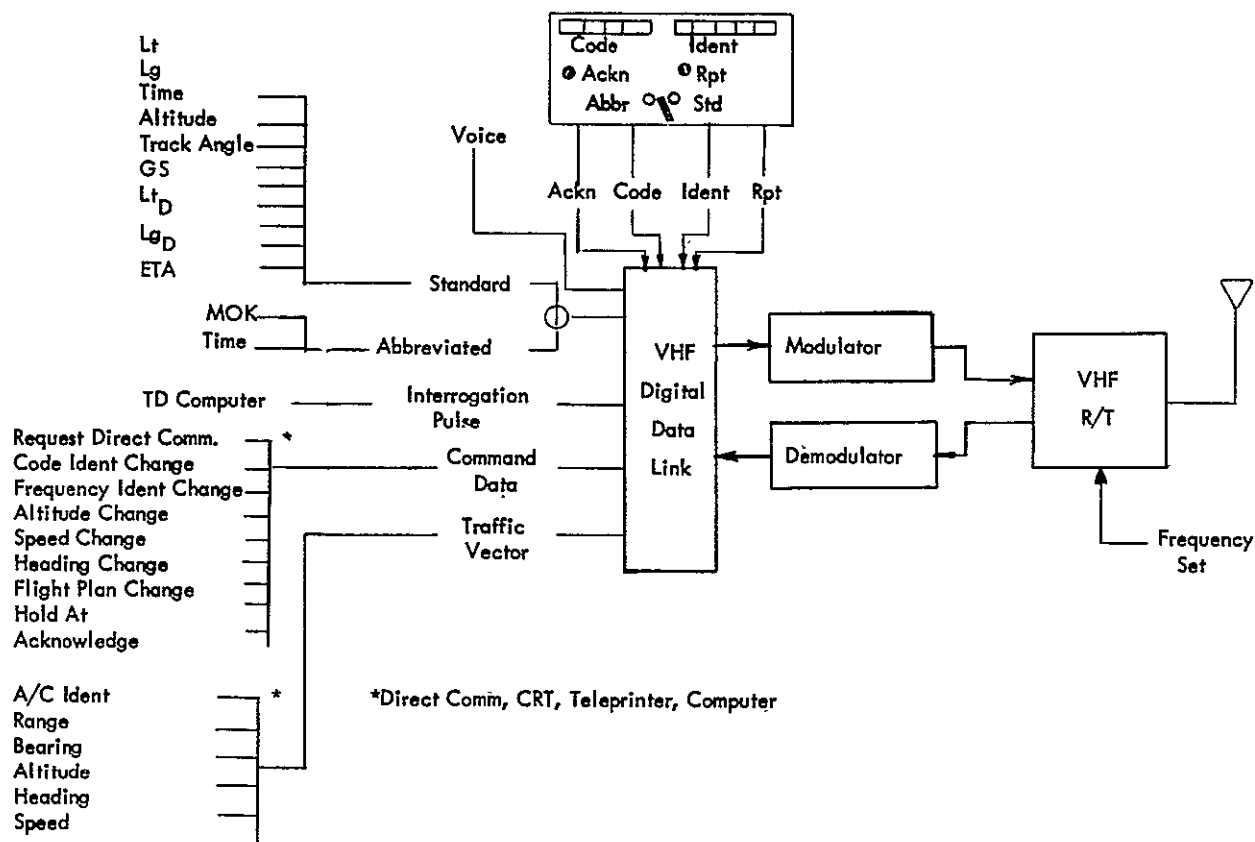 Code Ident
Ackn Rpt
Abbr Std
Lt
Lg
Time
Altitude
Track Angle
GS
LtD
LgD
ETA
Voice
Ackn Code Ident Rpt
Standard
MOK
Time
Abbreviated
TD Computer
Interrogation
Pulse
Request Direct Comm. *
Code Ident Change
Frequency Ident Change
Altitude Change
Speed Change
Heading Change
Flight Plan Change
Hold At
Acknowledge
Command
Data
Traffic
Vector
VHF
Digital
Data
Link
Modulator
Demodulator
VHF
R/T
Frequency
Set
A/C Ident *
Range
Bearing
Altitude
Heading
Speed
*Direct Comm, CRT, Teleprinter, Computer